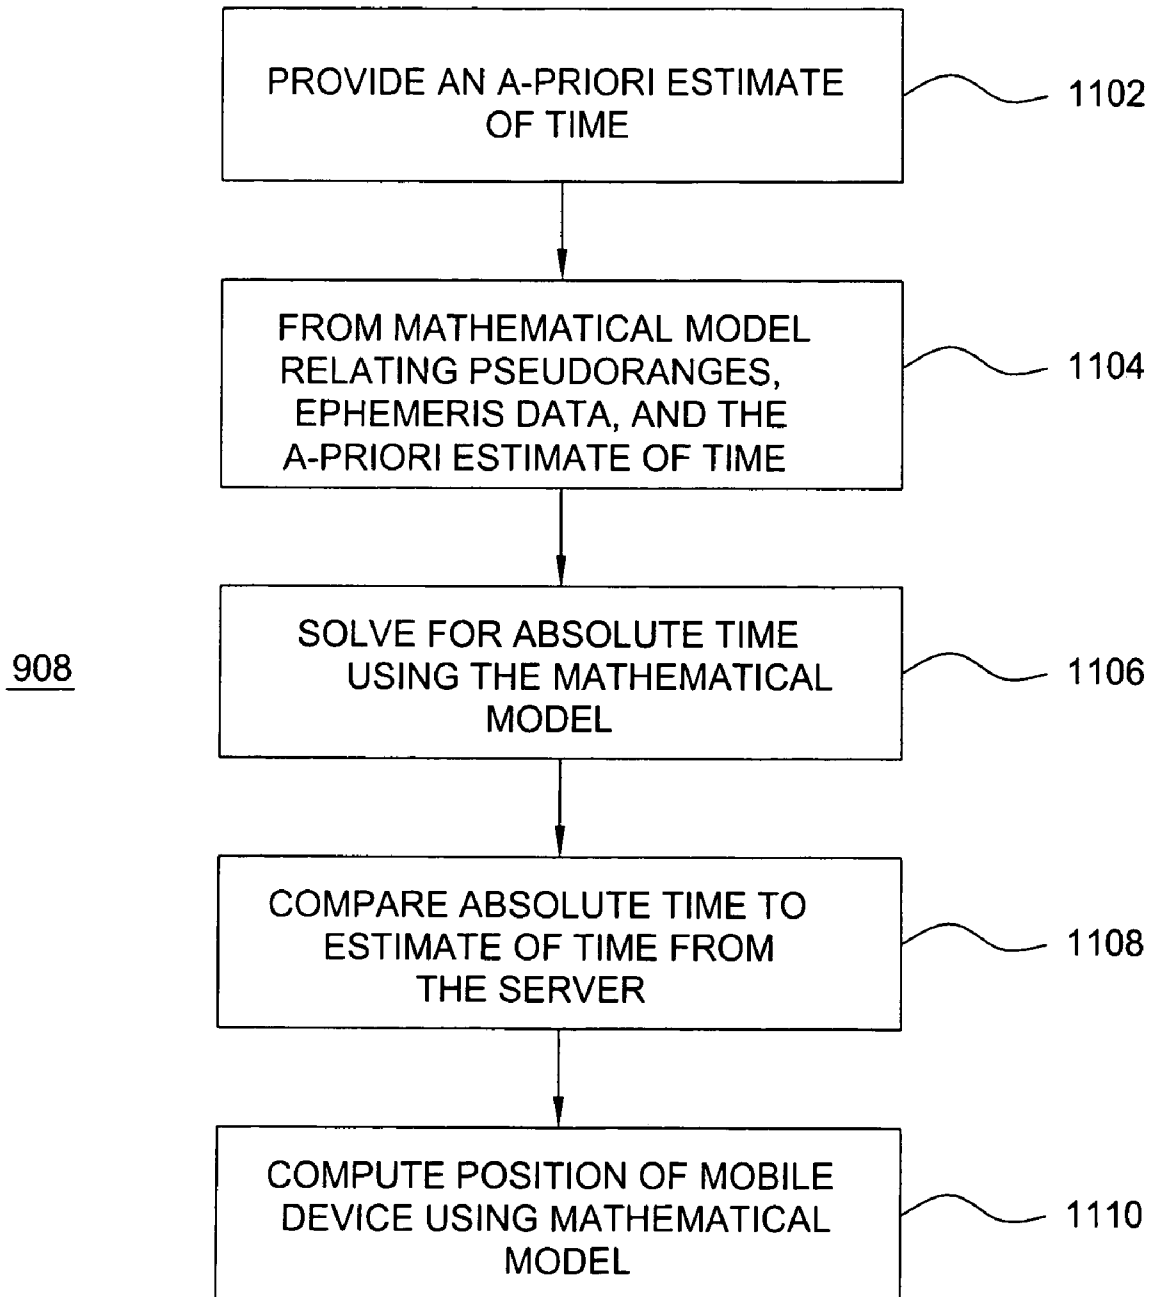 PROVIDE AN A-PRIORI ESTIMATE
OF TIME
1102
FROM MATHEMATICAL MODEL
RELATING PSEUDORANGES,
EPHEMERIS DATA, AND THE
A-PRIORI ESTIMATE OF TIME
1104
SOLVE FOR ABSOLUTE TIME
USING THE MATHEMATICAL
MODEL
1106
908
COMPARE ABSOLUTE TIME TO
ESTIMATE OF TIME FROM
THE SERVER
1108
COMPUTE POSITION OF MOBILE
DEVICE USING MATHEMATICAL
MODEL
1110